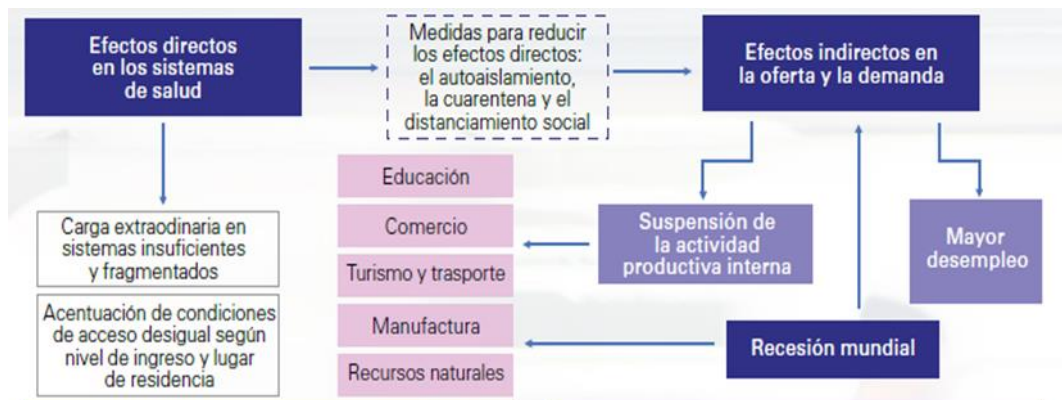 Efectos directos
en los sistemas
de salud
Medidas para reducir
los efectos directos:
el autoaislamiento,
la cuarentena y el
distanciamiento social
Efectos indirectos en
la oferta y la demanda
Carga extraodinaria en
sistemas insuficientes
y fragmentados
Acentuación de condiciones
de acceso desigual según
nivel de ingreso y lugar
de residencia
Educación
Comercio
Turismo y trasporte
Manufactura
Recursos naturales
Suspensión de
la actividad
productiva interna
Mayor
desempleo
Recesión mundial